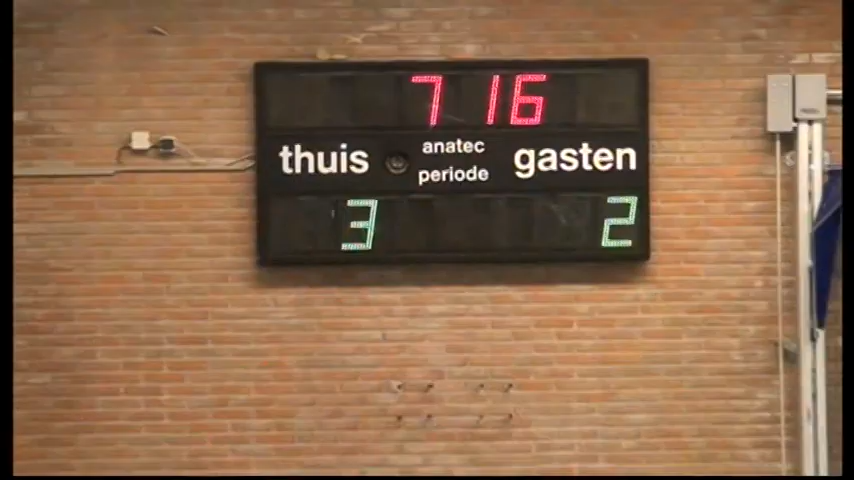 7 16
thuis anatec gasten
periode
3 2